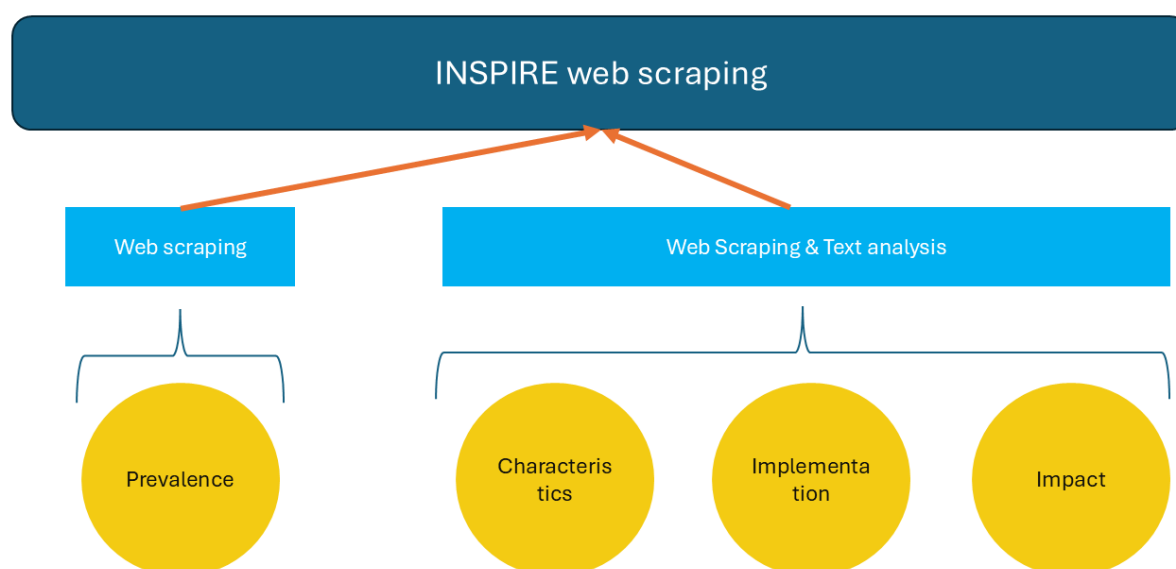 INSPIRE web scraping
Web scraping
Web Scraping & Text analysis
Prevalence
Characteris
tics
Implementa
tion
Impact